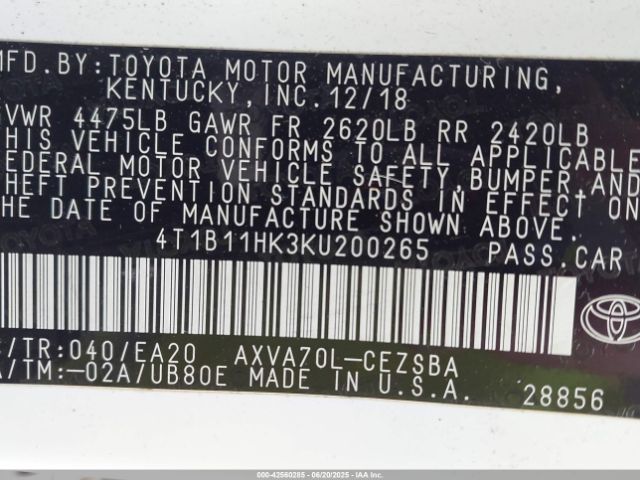 MFD.BY:TOYOTA MOTOR MANUFACTURING,
KENTUCKY,INC.12/18
GVWR 4475LB GAWR FR 2620LB RR 2420LB
THIS VEHICLE CONFORMS TO ALL APPLICABLE
FEDERAL MOTOR VEHICLE SAFETY,BUMPER,AND
THEFT PREVENTION STANDARDS IN EFFECT ON
THE DATE OF MANUFACTURE SHOWN ABOVE.
4T1B11HK3KU200265 PASS.CAR
C/TR:040/EA20 AXVA70L-CEZSBA
A/TM:-02A/UB80E MADE IN U.S.A. 28856
000-42560285 | 06/20/2025 | IAAI.COM